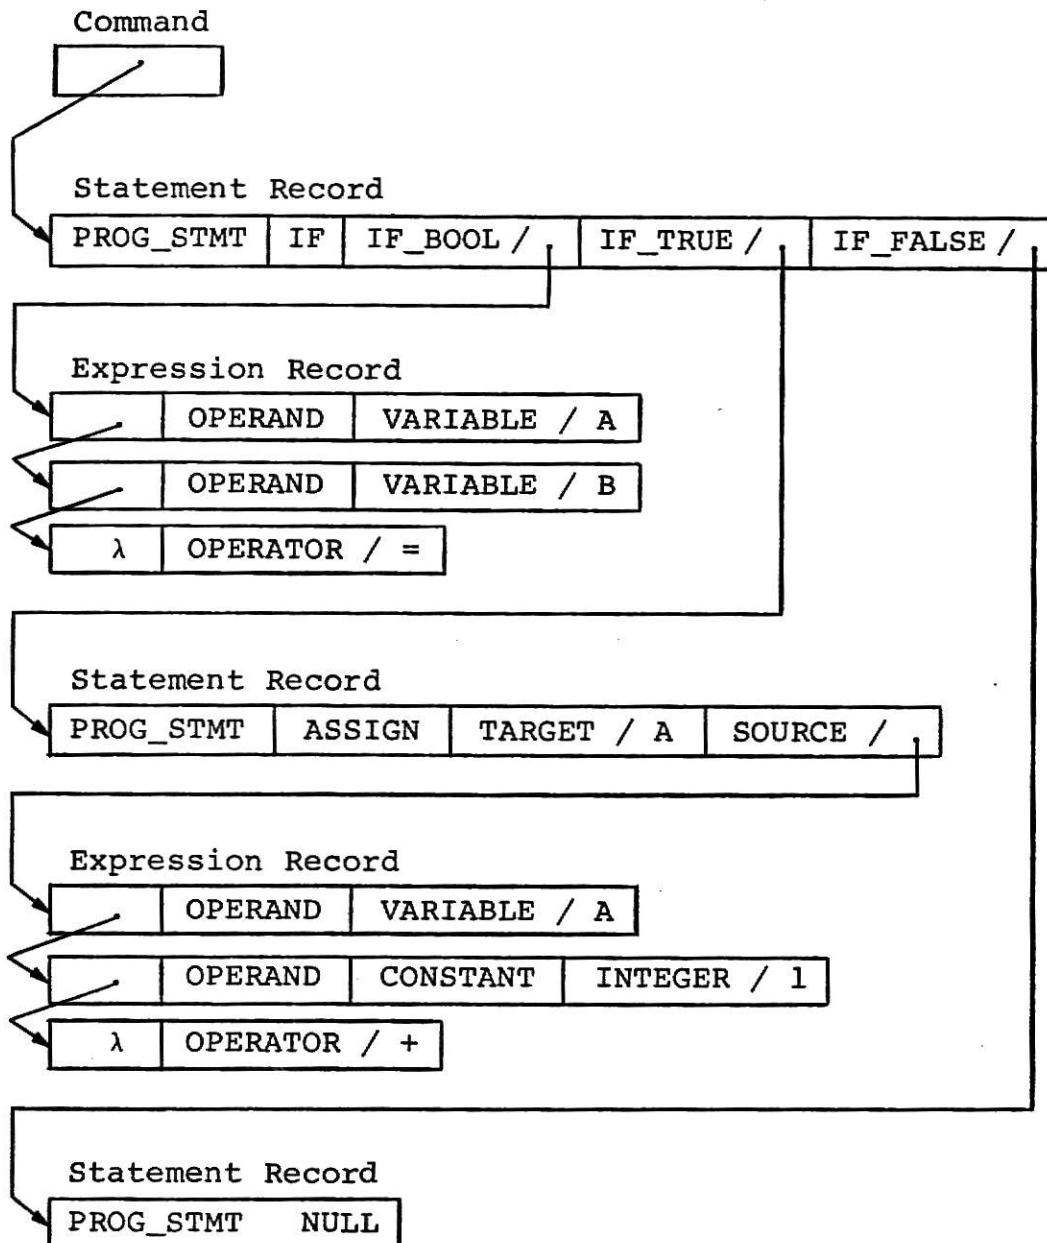 Command
Statement Record
PROG_STMT IF IF_BOOL / IF_TRUE / IF_FALSE /
Expression Record
OPERAND VARIABLE / A
OPERAND VARIABLE / B
λ OPERATOR / =
Statement Record
PROG_STMT ASSIGN TARGET / A SOURCE /
Expression Record
OPERAND VARIABLE / A
OPERAND CONSTANT INTEGER / 1
λ OPERATOR / +
Statement Record
PROG_STMT NULL